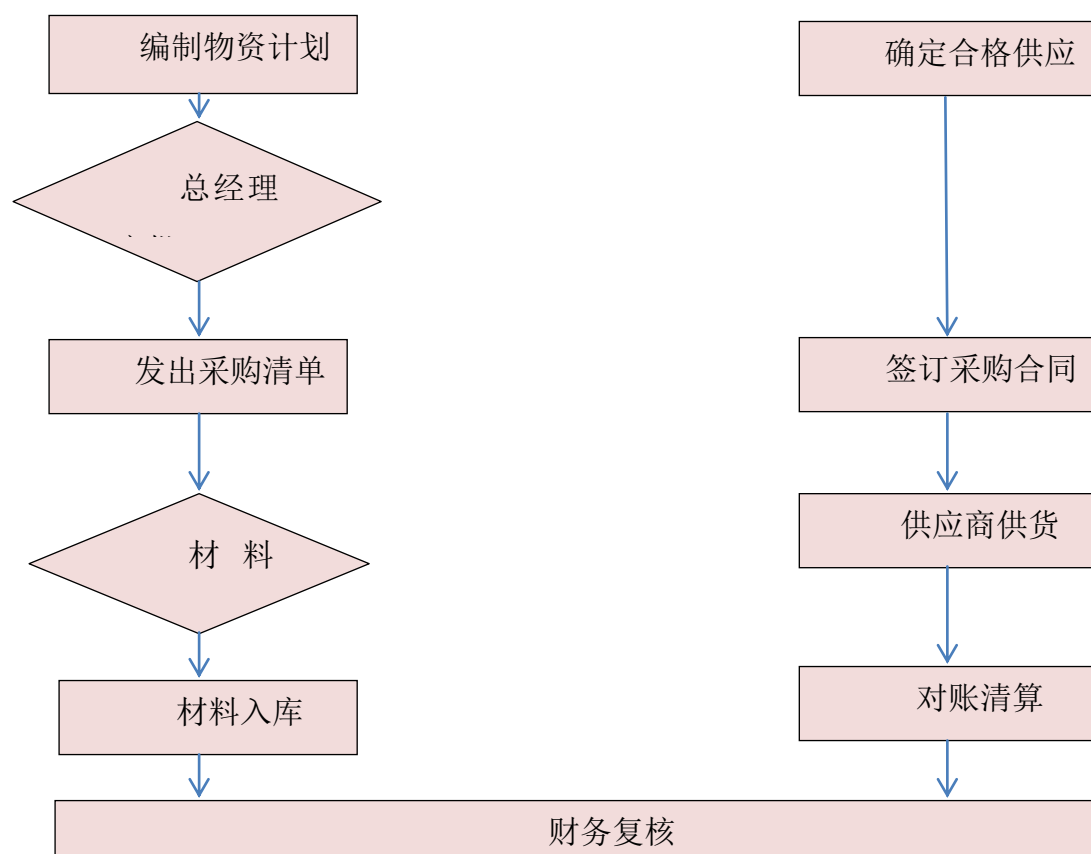 编制物资计划
确定合格供应
总经理
发出采购清单
签订采购合同
材 料
供应商供货
材料入库
对账清算
财务复核